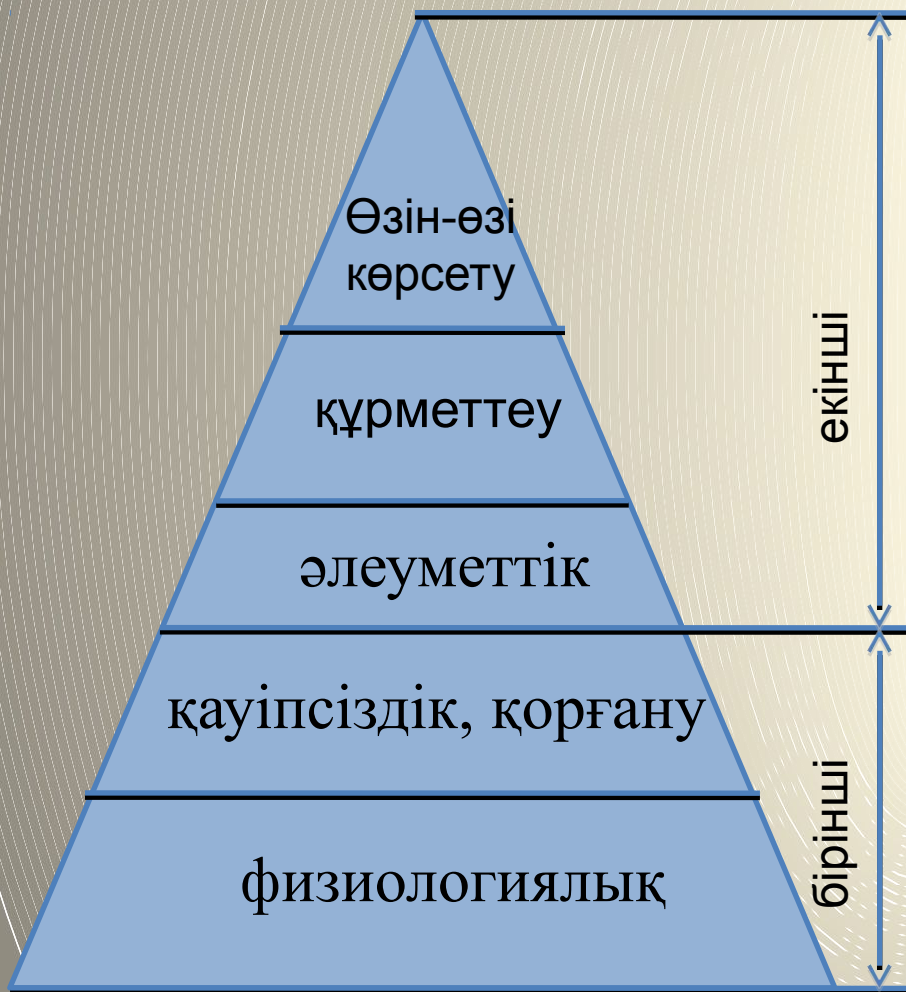 Өзін-өзі
көрсету
құрметтеу
әлеуметтік
қауіпсіздік, қорғану
физиологиялық
екінші
бірінші